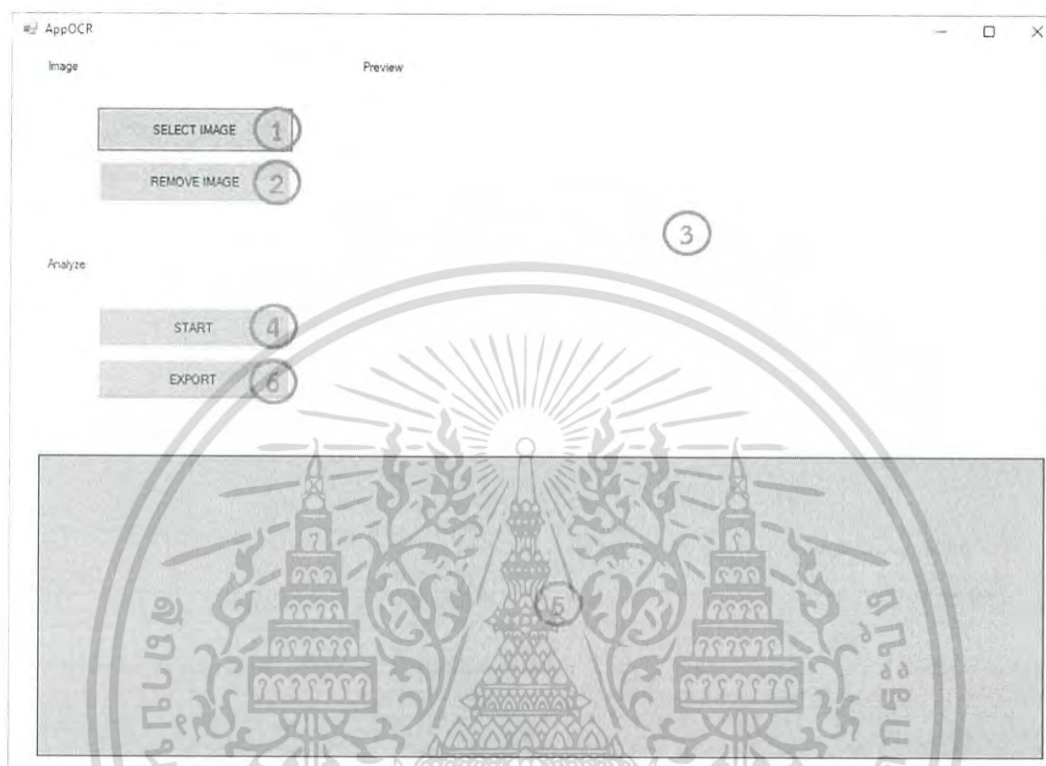 AppOCR
Image
Preview
SELECT IMAGE 1
REMOVE IMAGE 2
3
Analyze
START 4
EXPORT 6
5